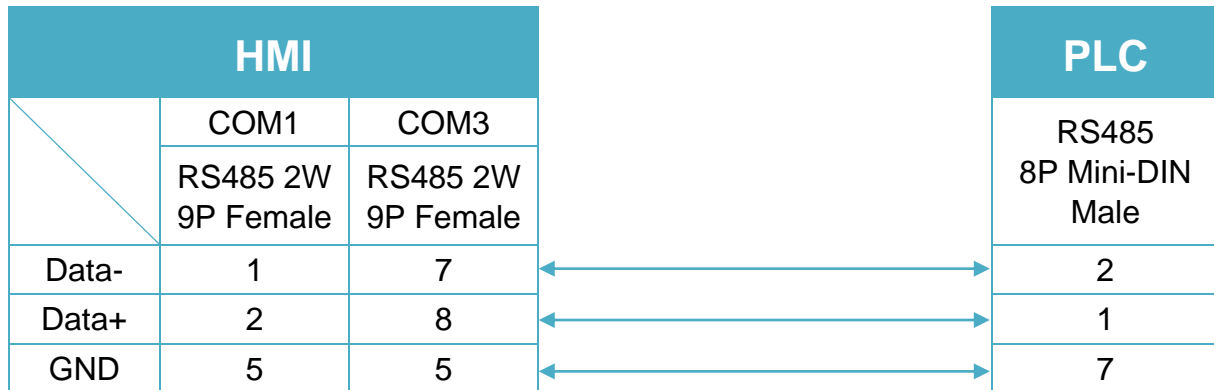 HMI PLC
COM1 COM3
RS485 2W RS485 2W
9P Female 9P Female
RS485
8P Mini-DIN
Male
Data- 1 7 2
Data+ 2 8 1
GND 5 5 7